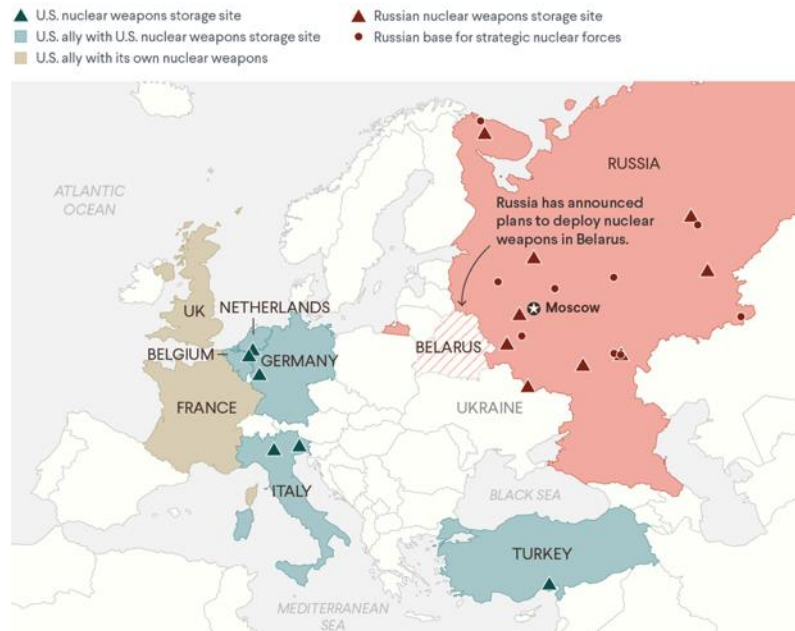 U.S. nuclear weapons storage site
U.S. ally with U.S. nuclear weapons storage site
U.S. ally with its own nuclear weapons
Russian nuclear weapons storage site
Russian base for strategic nuclear forces
RUSSIA
ATLANTIC
OCEAN
Russia has announced
plans to deploy nuclear
weapons in Belarus.
UK
NETHERLANDS
Moscow
BELGIUM
GERMANY
BELARUS
FRANCE
UKRAINE
ITALY
BLACK SEA
TURKEY
MEDITERRANEAN
SEA